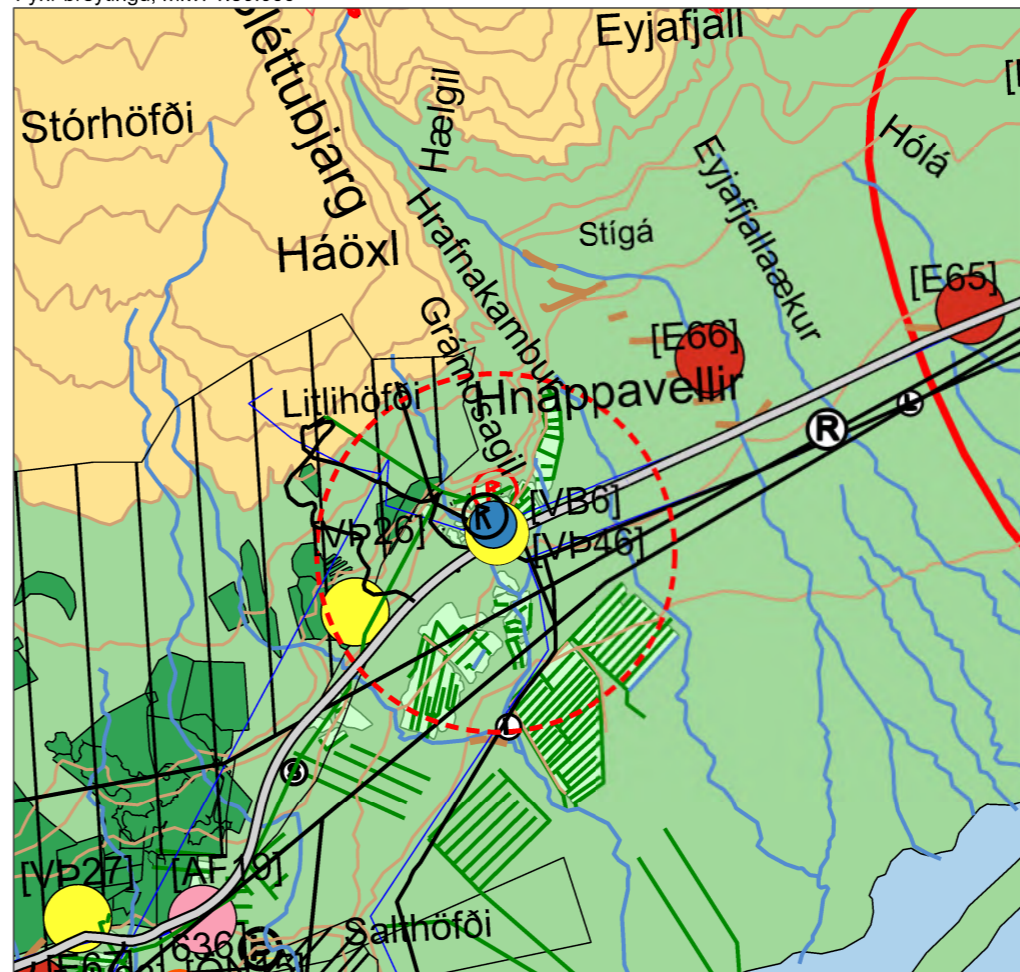 Sléttubjarg
Eyjafjall
Stórhöfði
Hælgil
Hólá
Eyjafjallaækur
Hrafnakambur
Stígá
Háöxl
[E65]
Grámosagil
[E66]
Litlihöfði
Hnappavellir
R
L
R
R
[VB6]
[VÞ26]
[VÞ46]
L
S
[VÞ27]
[AF19]
Salthöfði